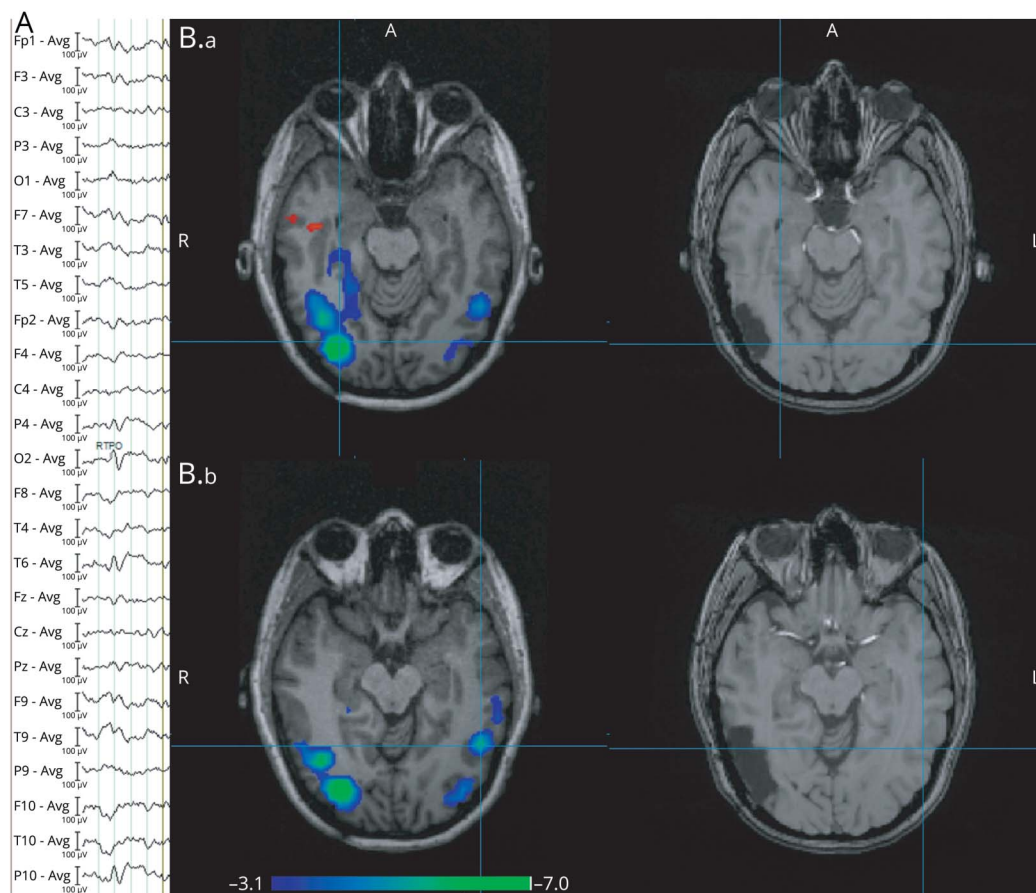 A
Fp1 - Avg
100 µV
F3 - Avg
100 µV
C3 - Avg
100 µV
P3 - Avg
100 µV
O1 - Avg
100 µV
F7 - Avg
100 µV
T3 - Avg
100 µV
T5 - Avg
100 µV
Fp2 - Avg
100 µV
F4 - Avg
100 µV
C4 - Avg
100 µV
P4 - Avg
100 µV
RTPO
O2 - Avg
100 µV
F8 - Avg
100 µV
T4 - Avg
100 µV
T6 - Avg
100 µV
Fz - Avg
100 µV
Cz - Avg
100 µV
Pz - Avg
100 µV
F9 - Avg
100 µV
T9 - Avg
100 µV
P9 - Avg
100 µV
F10 - Avg
100 µV
T10 - Avg
100 µV
P10 - Avg
100 µV
B.a
A
A
R
L
B.b
R
L
−3.1
−7.0